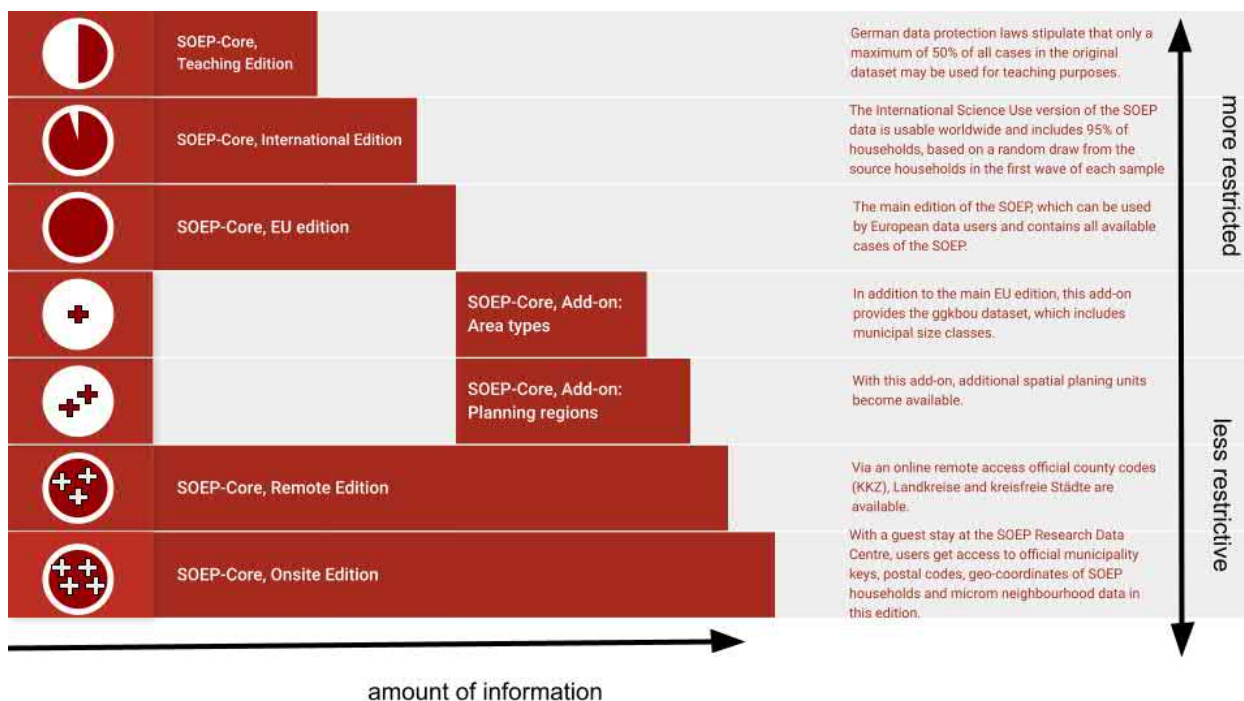 SOEP-Core,
Teaching Edition
German data protection laws stipulate that only a
maximum of 50% of all cases in the original
dataset may be used for teaching purposes.
SOEP-Core, International Edition
The International Science Use version of the SOEP
data is usable worldwide and includes 95% of
households, based on a random draw from the
source households in the first wave of each sample
SOEP-Core, EU edition
The main edition of the SOEP, which can be used
by European data users and contains all available
cases of the SOEP.
SOEP-Core, Add-on:
Area types
In addition to the main EU edition, this add-on
provides the ggkbou dataset, which includes
municipal size classes.
SOEP-Core, Add-on:
Planning regions
With this add-on, additional spatial planing units
become available.
SOEP-Core, Remote Edition
Via an online remote access official county codes
(KKZ), Landkreise and kreisfreie Städte are
available.
SOEP-Core, Onsite Edition
With a guest stay at the SOEP Research Data
Centre, users get access to official municipality
keys, postal codes, geo-coordinates of SOEP
households and microm neighbourhood data in
this edition.
more restricted
less restrictive
amount of information